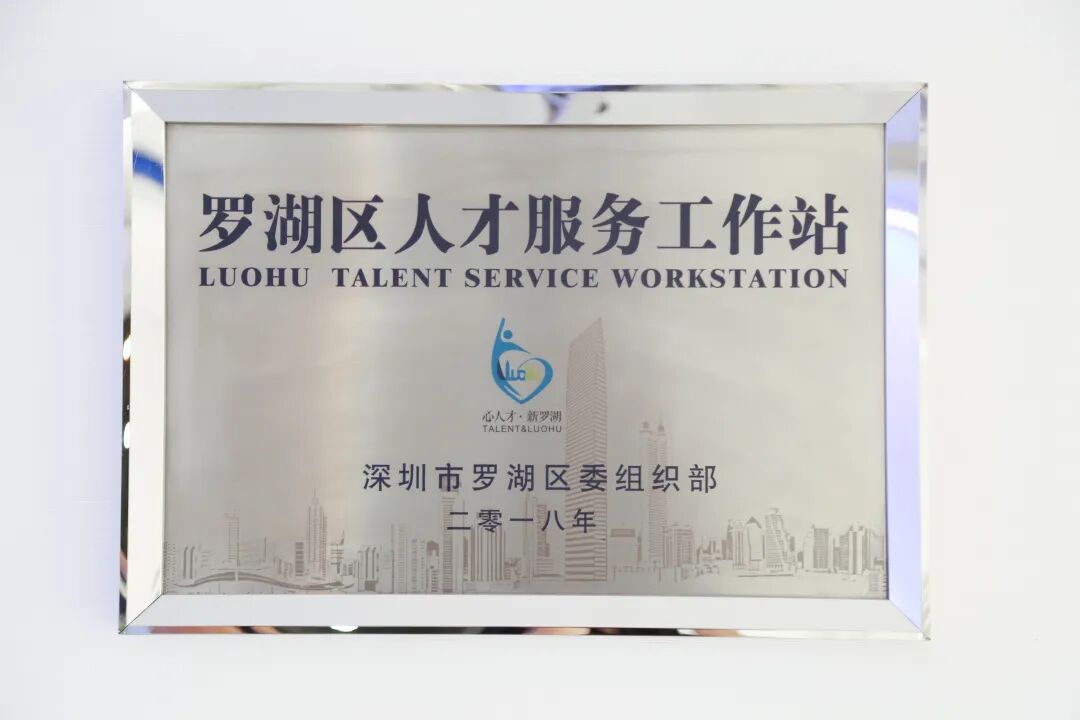 罗湖区人才服务工作站
LUOHU TALENT SERVICE WORKSTATION
心人才·新罗湖
TALENT&LUOHU
深圳市罗湖区委组织部
二零一八年